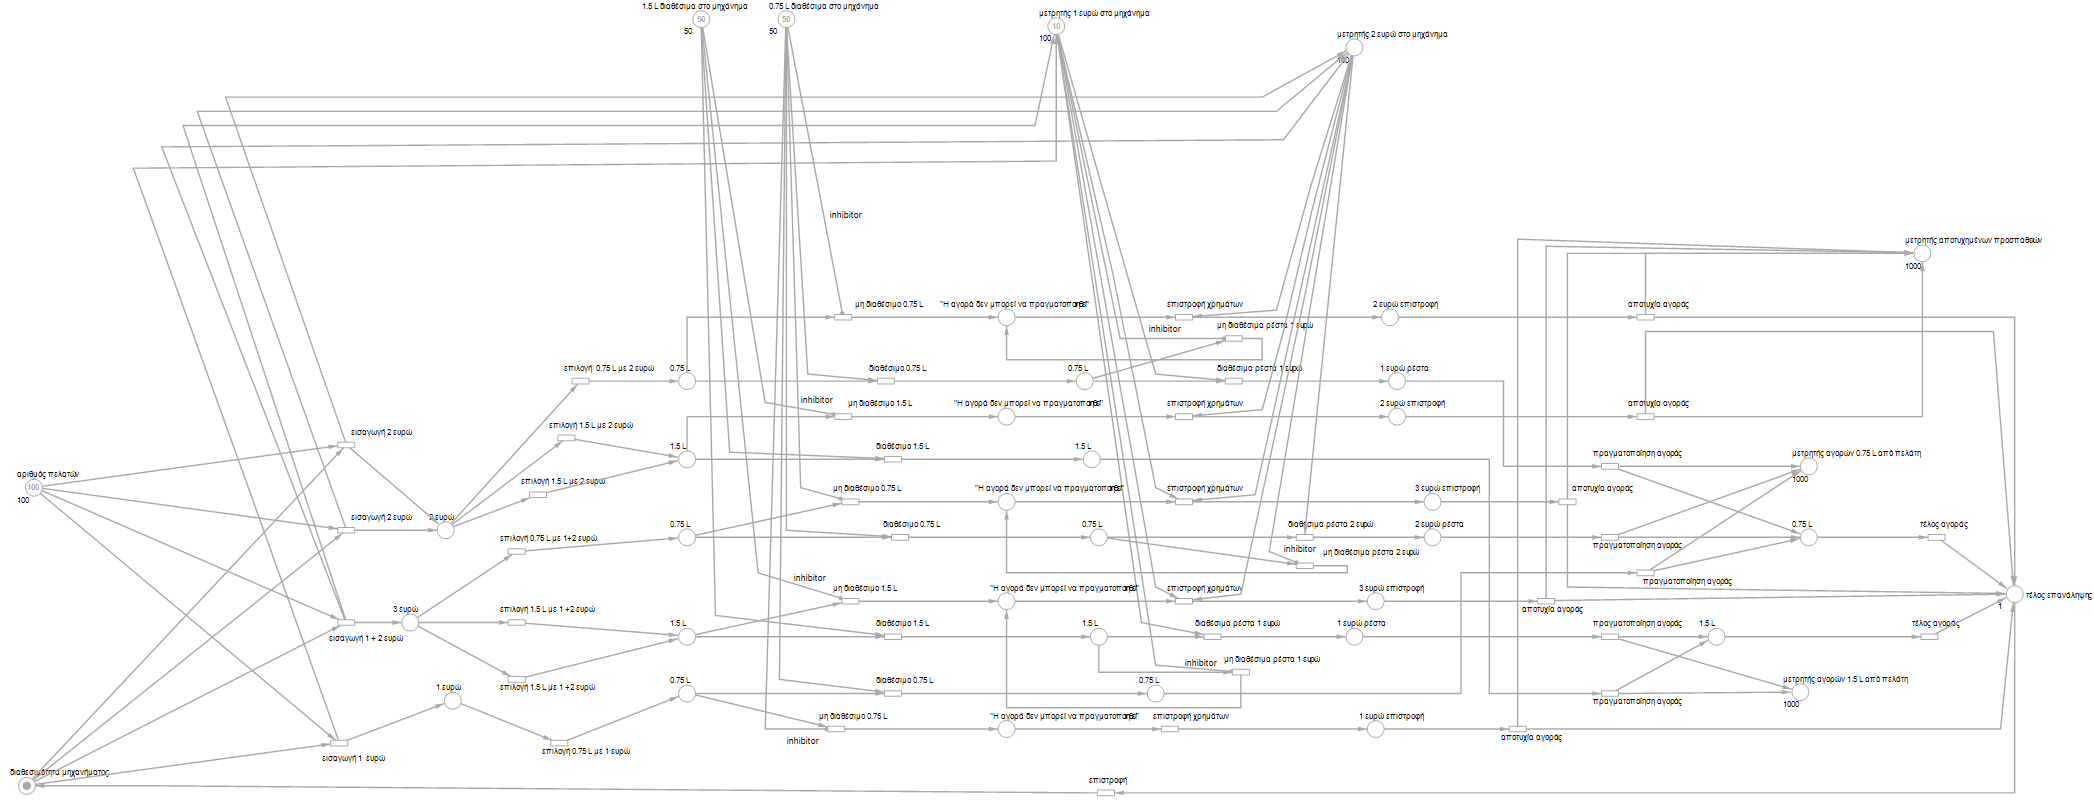 1.5 L διαθέσιμα στο μηχάνημα
50
50
0.75 L διαθέσιμα στο μηχάνημα
50
50
μετρητής 1 ευρώ στο μηχάνημα
10
100
μετρητής 2 ευρώ στο μηχάνημα
100
inhibitor
μετρητής αποτυχημένων προσπαθειών
1000
μη διαθέσιμο 0.75 L
"Η αγορά δεν μπορεί να πραγματοποιηθεί"
επιστροφή χρημάτων
2 ευρώ επιστροφή
αποτυχία αγοράς
inhibitor
μη διαθέσιμα ρέστα 1 ευρώ
επιλογή 0.75 L με 2 ευρώ
0.75 L
διαθέσιμο 0.75 L
0.75 L
διαθέσιμα ρέστα 1 ευρώ
1 ευρώ ρέστα
inhibitor
μη διαθέσιμο 1.5 L
"Η αγορά δεν μπορεί να πραγματοποιηθεί"
επιστροφή χρημάτων
2 ευρώ επιστροφή
αποτυχία αγοράς
εισαγωγή 2 ευρώ
επιλογή 1.5 L με 2 ευρώ
1.5 L
διαθέσιμο 1.5 L
1.5 L
πραγματοποίηση αγοράς
μετρητής αγορών 0.75 L από πελάτη
1000
αριθμός πελατών
100
100
επιλογή 1.5 L με 2 ευρώ
μη διαθέσιμο 0.75 L
"Η αγορά δεν μπορεί να πραγματοποιηθεί"
επιστροφή χρημάτων
3 ευρώ επιστροφή
αποτυχία αγοράς
εισαγωγή 2 ευρώ
2 ευρώ
επιλογή 0.75 L με 1+2 ευρώ
0.75 L
διαθέσιμο 0.75 L
0.75 L
διαθέσιμα ρέστα 2 ευρώ
2 ευρώ ρέστα
πραγματοποίηση αγοράς
0.75 L
τέλος αγοράς
inhibitor
μη διαθέσιμα ρέστα 2 ευρώ
πραγματοποίηση αγοράς
inhibitor
μη διαθέσιμο 1.5 L
"Η αγορά δεν μπορεί να πραγματοποιηθεί"
επιστροφή χρημάτων
3 ευρώ επιστροφή
αποτυχία αγοράς
τέλος επανάληψης
1
3 ευρώ
εισαγωγή 1 + 2 ευρώ
επιλογή 1.5 L με 1 +2 ευρώ
1.5 L
διαθέσιμο 1.5 L
1.5 L
διαθέσιμα ρέστα 1 ευρώ
1 ευρώ ρέστα
πραγματοποίηση αγοράς
1.5 L
τέλος αγοράς
inhibitor
μη διαθέσιμα ρέστα 1 ευρώ
επιλογή 1.5 L με 1 +2 ευρώ
1 ευρώ
0.75 L
διαθέσιμο 0.75 L
0.75 L
πραγματοποίηση αγοράς
μετρητής αγορών 1.5 L από πελάτη
1000
μη διαθέσιμο 0.75 L
"Η αγορά δεν μπορεί να πραγματοποιηθεί"
επιστροφή χρημάτων
1 ευρώ επιστροφή
αποτυχία αγοράς
inhibitor
εισαγωγή 1 ευρώ
επιλογή 0.75 L με 1 ευρώ
διαθεσιμότητα μηχανήματος
επιστροφή